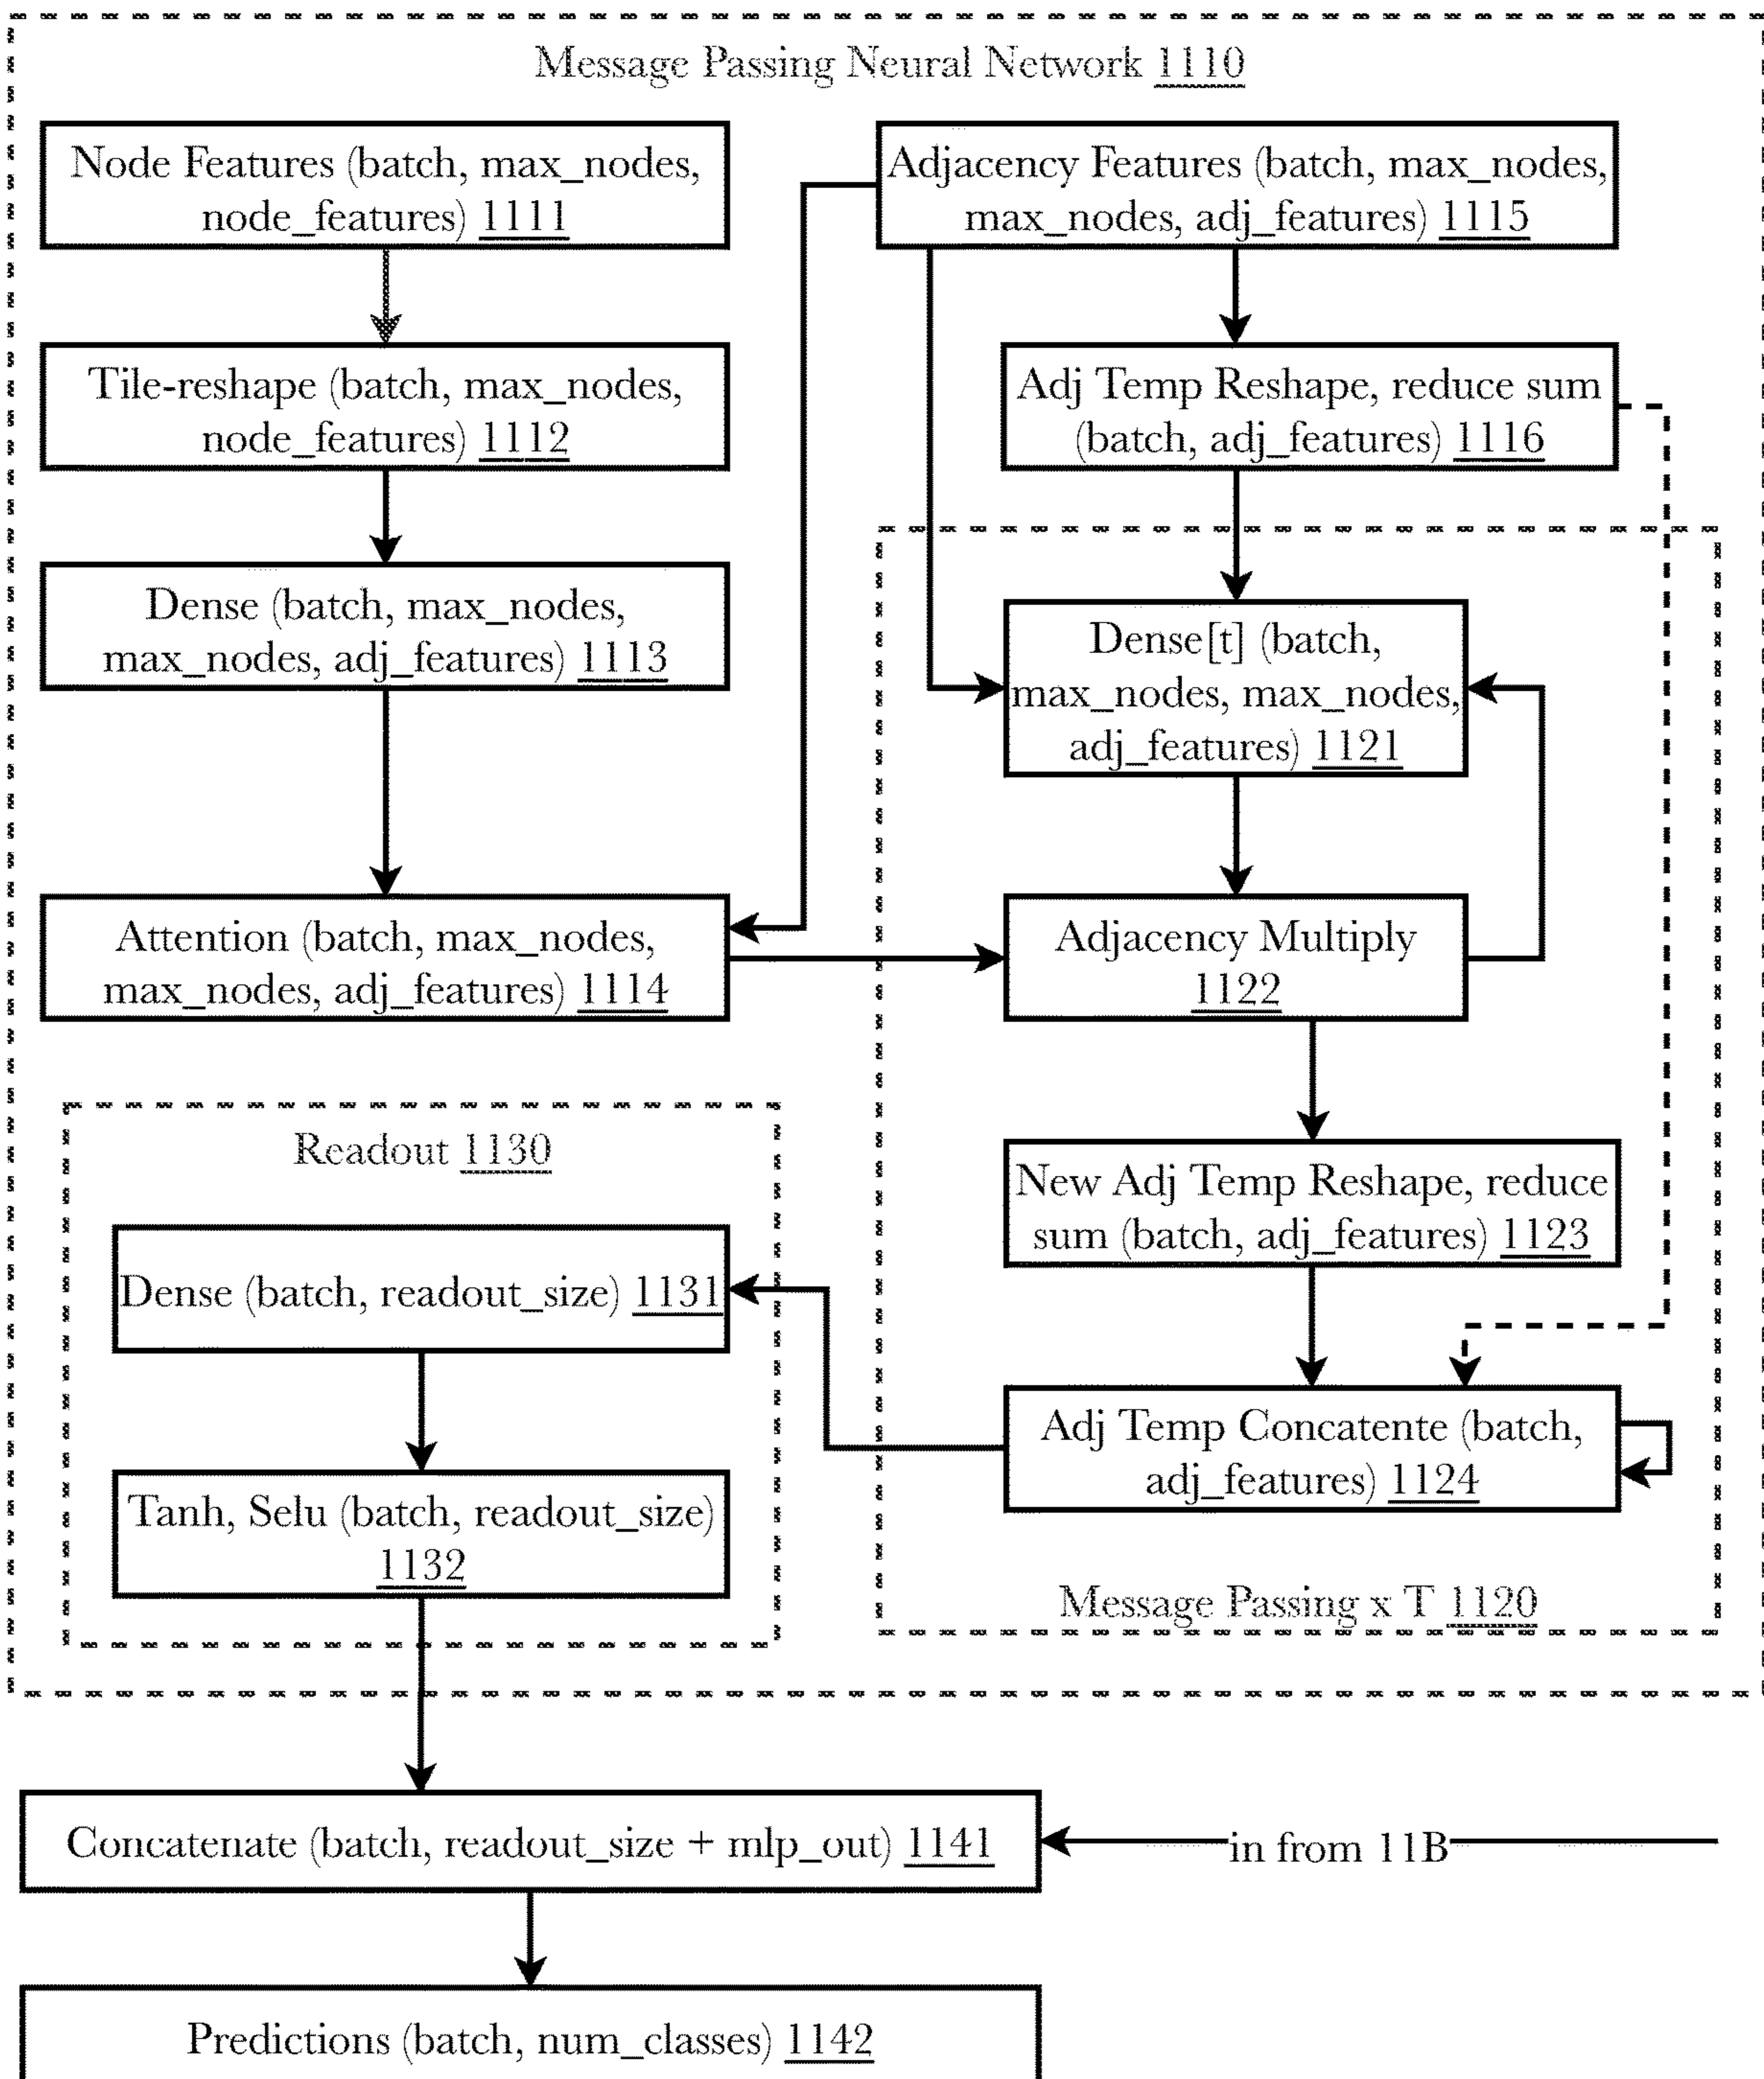 Message Passing Neural Network 1110
Node Features (batch, max_nodes,
node_features) 1111
Adjacency Features (batch, max_nodes,
max_nodes, adj_features) 1115
Tile-reshape (batch, max_nodes,
node_features) 1112
Adj Temp Reshape, reduce sum
(batch, adj_features) 1116
Dense (batch, max_nodes,
max_nodes, adj_features) 1113
Dense[t] (batch,
max_nodes, max_nodes,
adj_features) 1121
Attention (batch, max_nodes,
max_nodes, adj_features) 1114
Adjacency Multiply
1122
Readout 1130
New Adj Temp Reshape, reduce
sum (batch, adj_features) 1123
Dense (batch, readout_size) 1131
Adj Temp Concatente (batch,
adj_features) 1124
Tanh, Selu (batch, readout_size)
1132
Message Passing x T 1120
Concatenate (batch, readout_size + mlp_out) 1141
in from 11B
Predictions (batch, num_classes) 1142